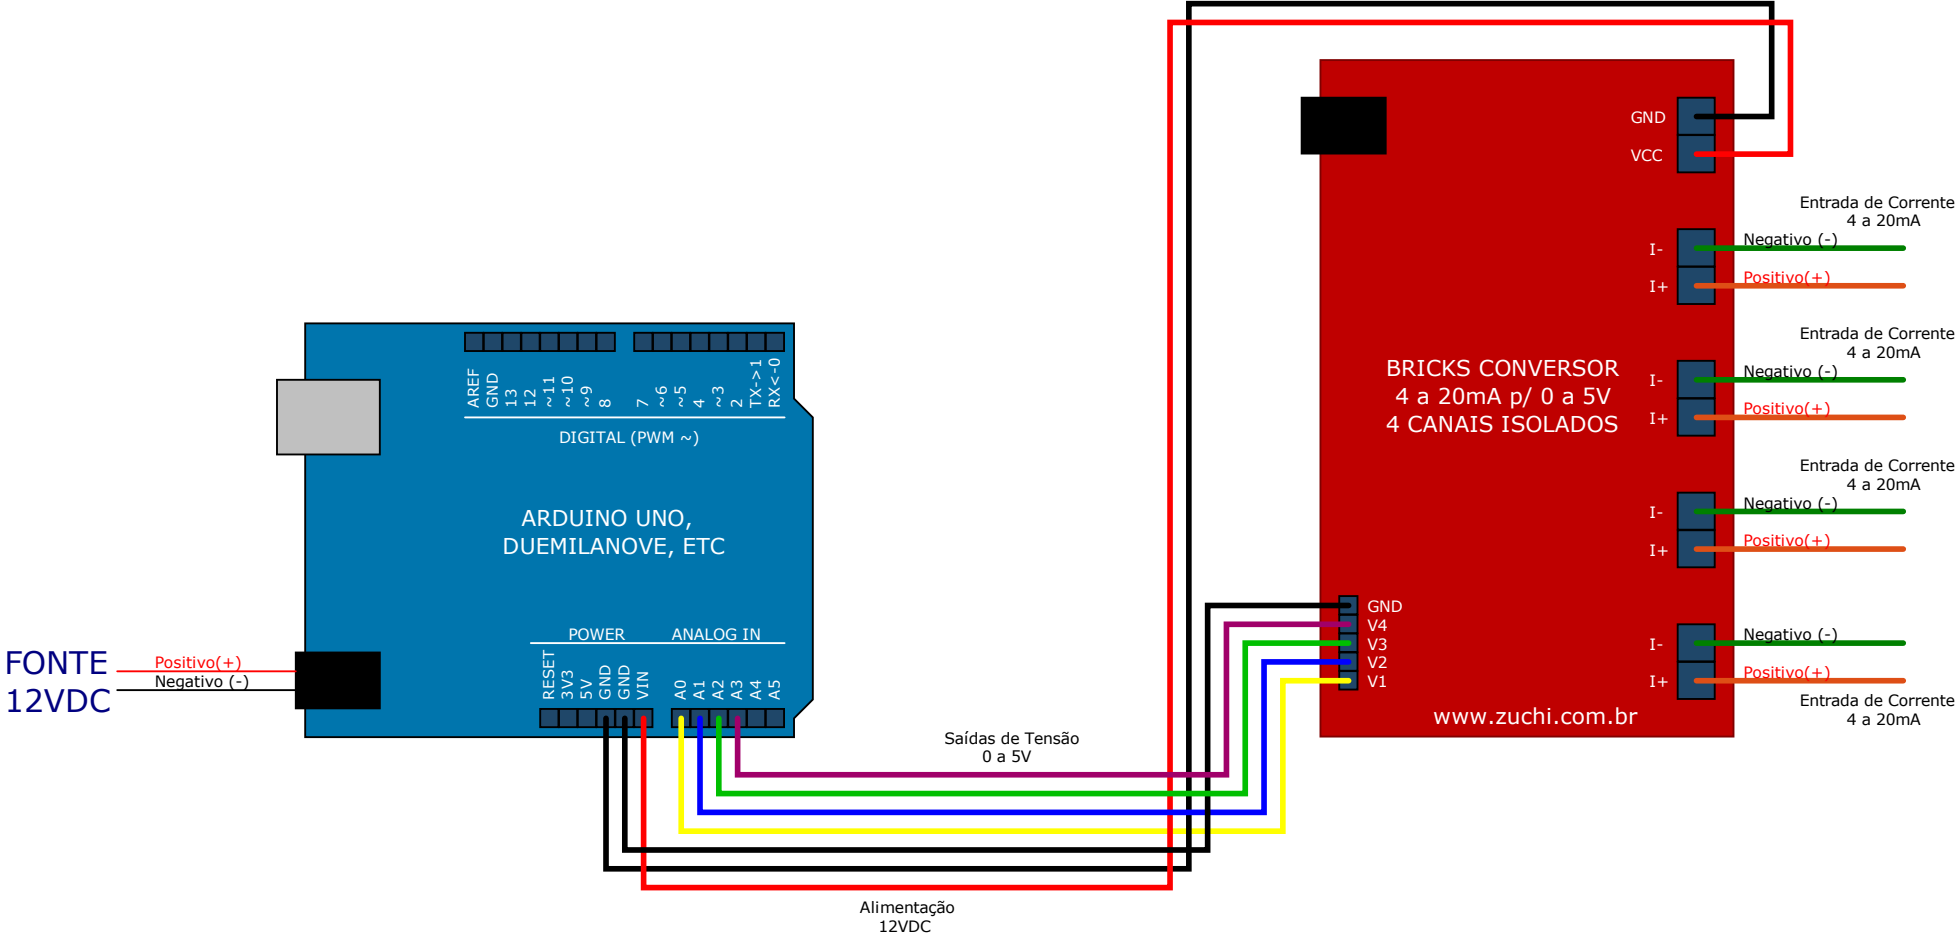 FONTE
12VDC
Positivo(+)
Negativo (-)
AREF
GND
13
12
~11
~10
~9
8
7
~6
~5
4
~3
2
TX->1
RX<-0
DIGITAL (PWM ~)
ARDUINO UNO,
DUEMILANOVE, ETC
POWER
ANALOG IN
RESET
3V3
5V
GND
GND
VIN
A0
A1
A2
A3
A4
A5
Saídas de Tensão
0 a 5V
Alimentação
12VDC
GND
VCC
I-
I+
I-
I+
I-
I+
I-
I+
BRICKS CONVERSOR
4 a 20mA p/ 0 a 5V
4 CANAIS ISOLADOS
GND
V4
V3
V2
V1
www.zuchi.com.br
Entrada de Corrente
4 a 20mA
Negativo (-)
Positivo(+)
Entrada de Corrente
4 a 20mA
Negativo (-)
Positivo(+)
Entrada de Corrente
4 a 20mA
Negativo (-)
Positivo(+)
Negativo (-)
Positivo(+)
Entrada de Corrente
4 a 20mA